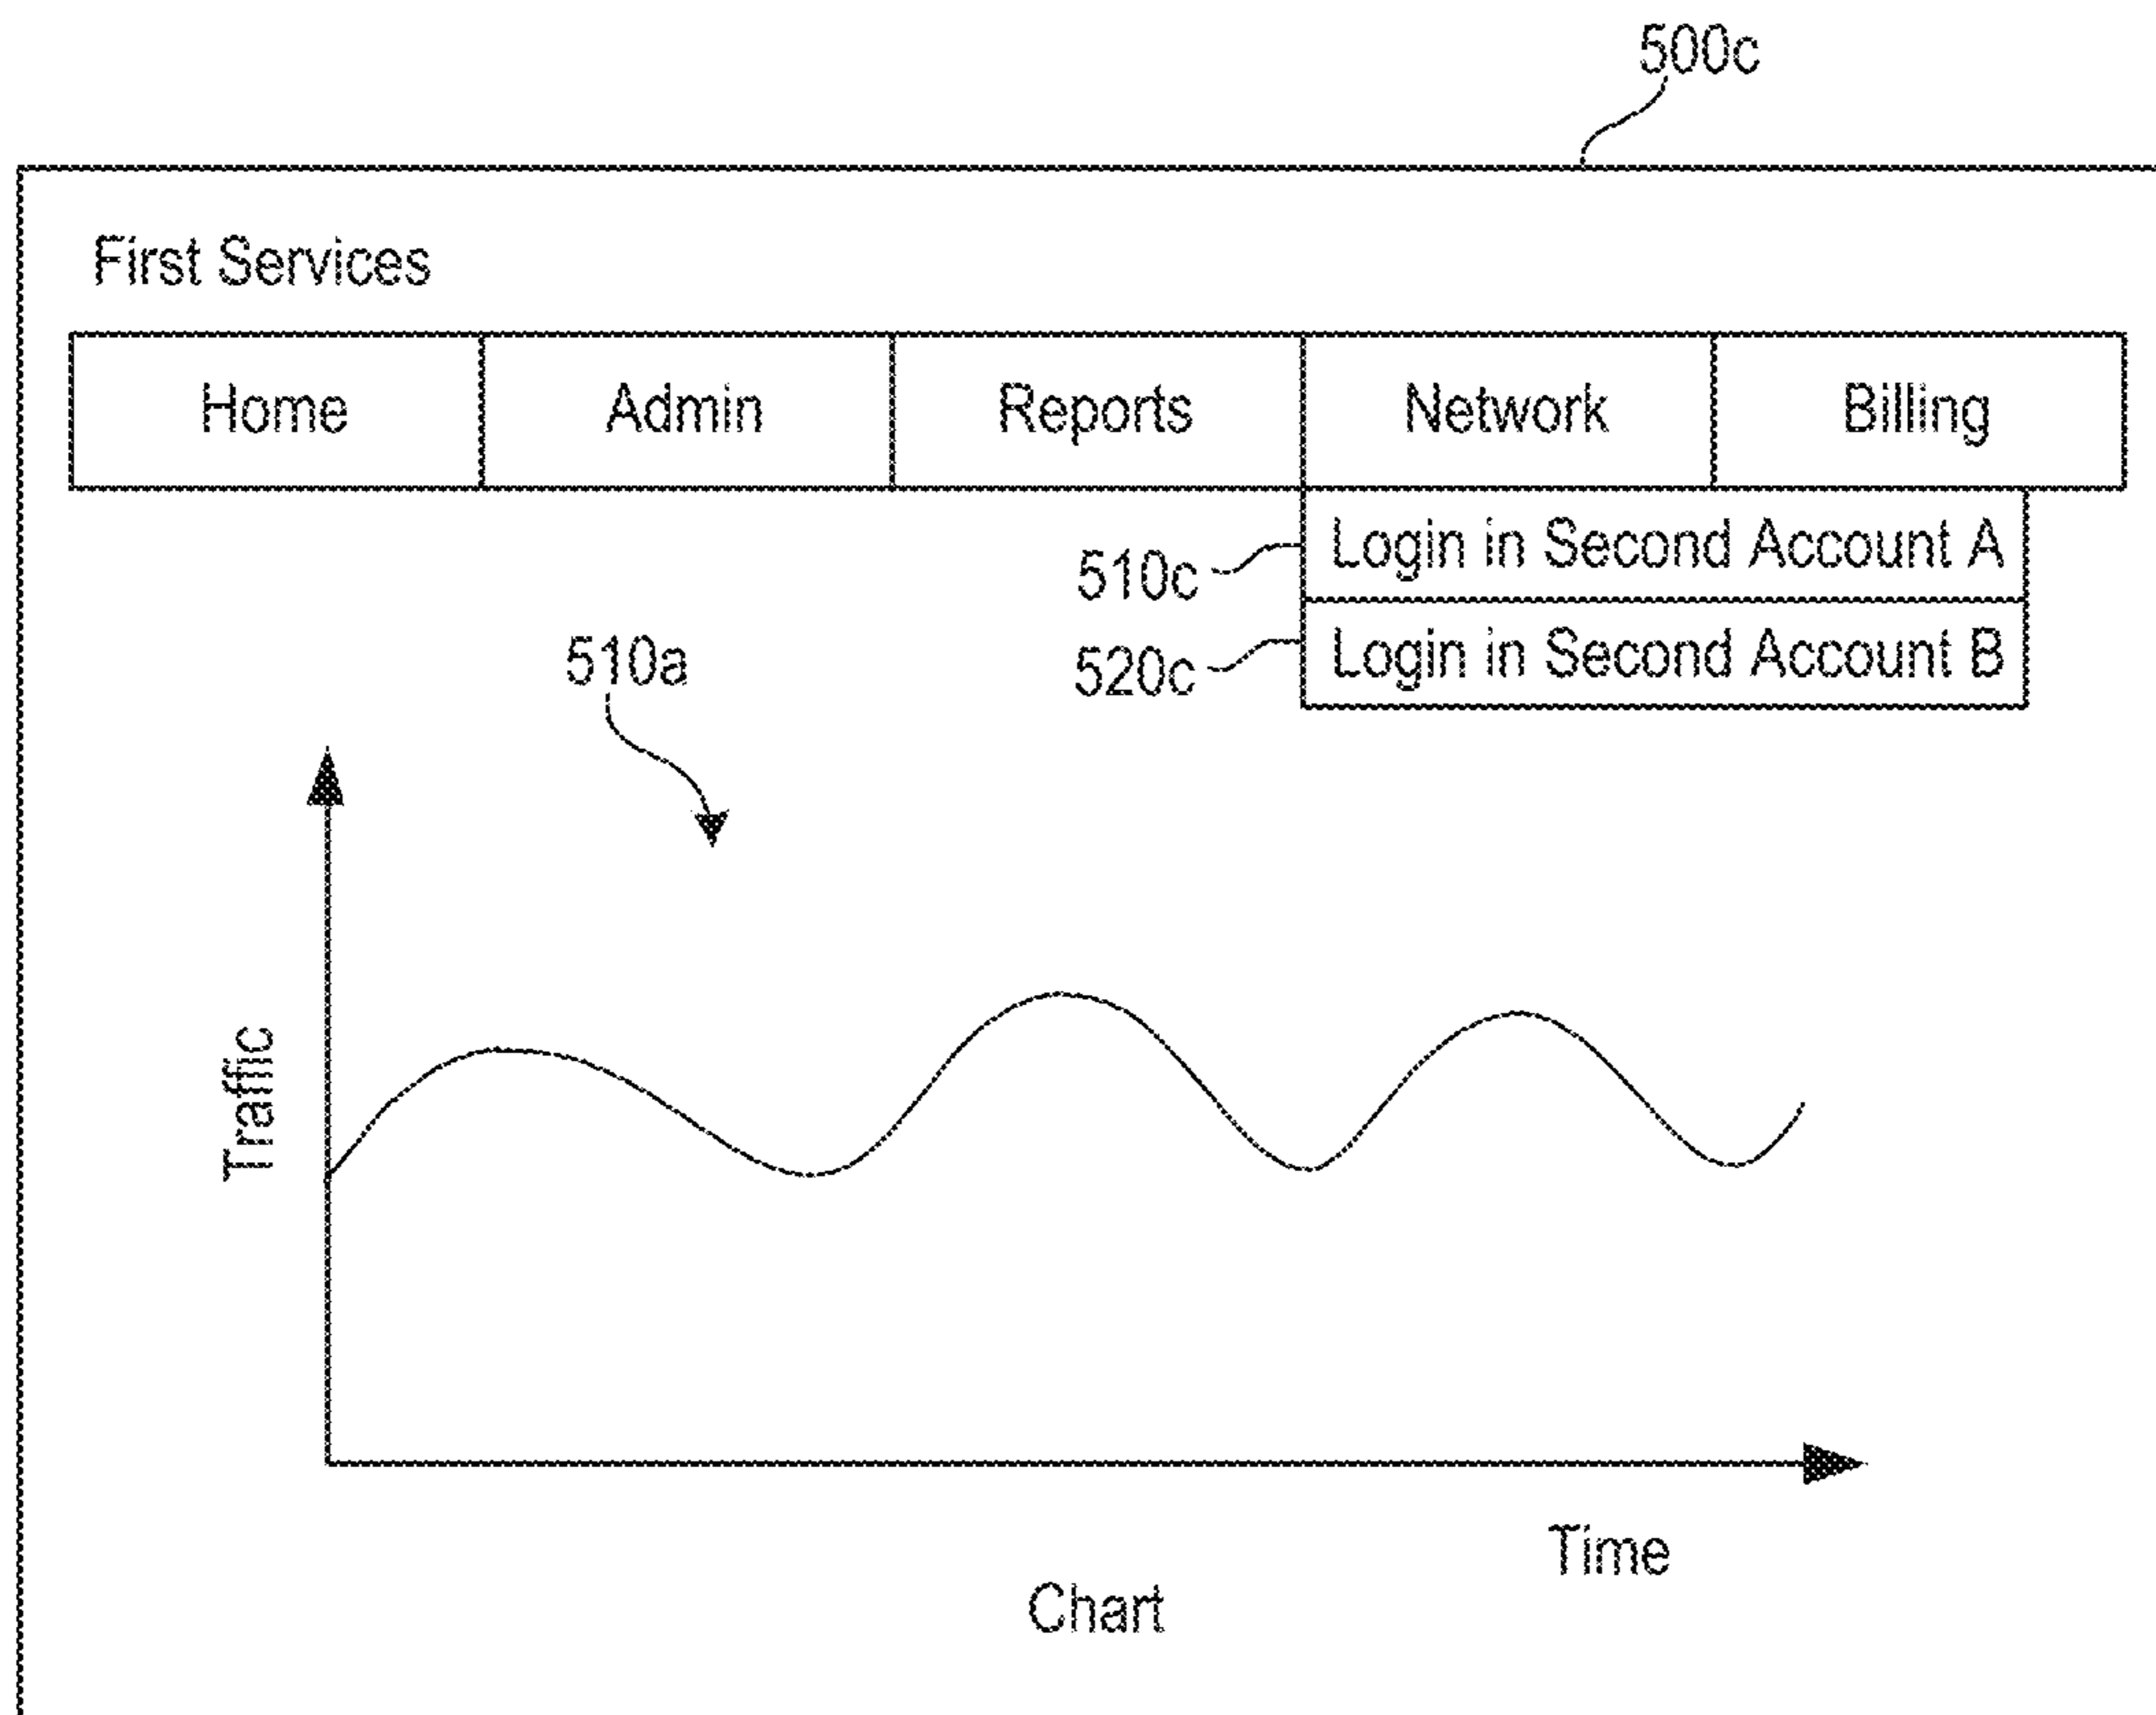 500c
First Services
Home Admin Reports Network Billing
510c Login in Second Account A
520c Login in Second Account B
510a
Traffic
Time
Chart